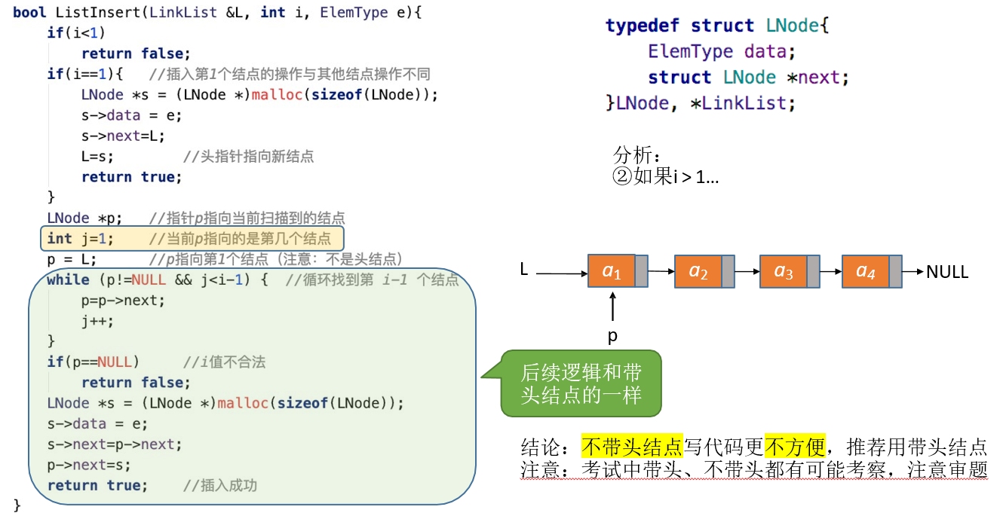 bool ListInsert(LinkList &L, int i, ElemType e){
if(i<1)
return false;
if(i==1){ //插入第1个结点的操作与其他结点操作不同
LNode *s = (LNode *)malloc(sizeof(LNode));
s->data = e;
s->next=L;
L=s; //头指针指向新结点
return true;
}
LNode *p; //指针p指向当前扫描到的结点
int j=1; //当前p指向的是第几个结点
p = L; //p指向第1个结点（注意：不是头结点）
while (p!=NULL && j<i-1) { //循环找到第 i-1 个结点
p=p->next;
j++;
}
if(p==NULL) //i值不合法
return false;
LNode *s = (LNode *)malloc(sizeof(LNode));
s->data = e;
s->next=p->next;
p->next=s;
return true; //插入成功
}
typedef struct LNode{
ElemType data;
struct LNode *next;
}LNode, *LinkList;
分析：
②如果i > 1…
L a1 a2 a3 a4 NULL
p
后续逻辑和带
头结点的一样
结论：不带头结点写代码更不方便，推荐用带头结点
注意：考试中带头、不带头都有可能考察，注意审题